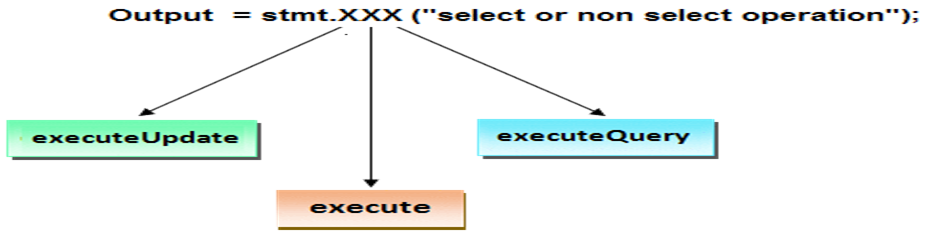 Output = stmt.XXX ("select or non select operation");
executeUpdate
executeQuery
execute